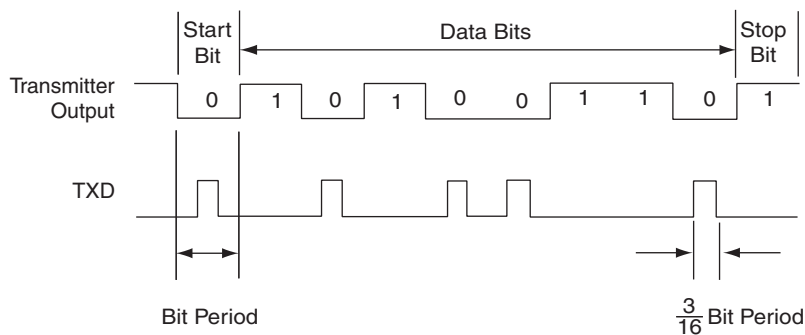 Start
Bit
Data Bits
Stop
Bit
Transmitter
Output
0 1 0 1 0 0 1 1 0 1
TXD
Bit Period
3
16 Bit Period